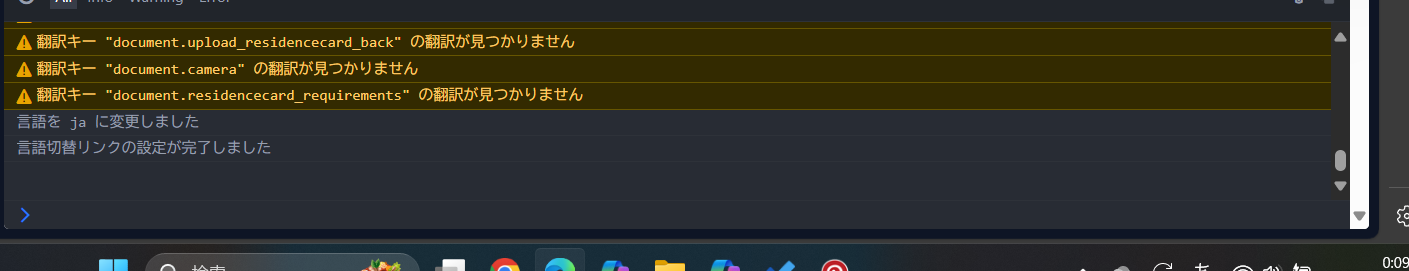 All Info Warning Error
翻訳キー "document.upload_residencecard_back" の翻訳が見つかりません
翻訳キー "document.camera" の翻訳が見つかりません
翻訳キー "document.residencecard_requirements" の翻訳が見つかりません
言語を ja に変更しました
言語切替リンクの設定が完了しました
検索
あ
0:09